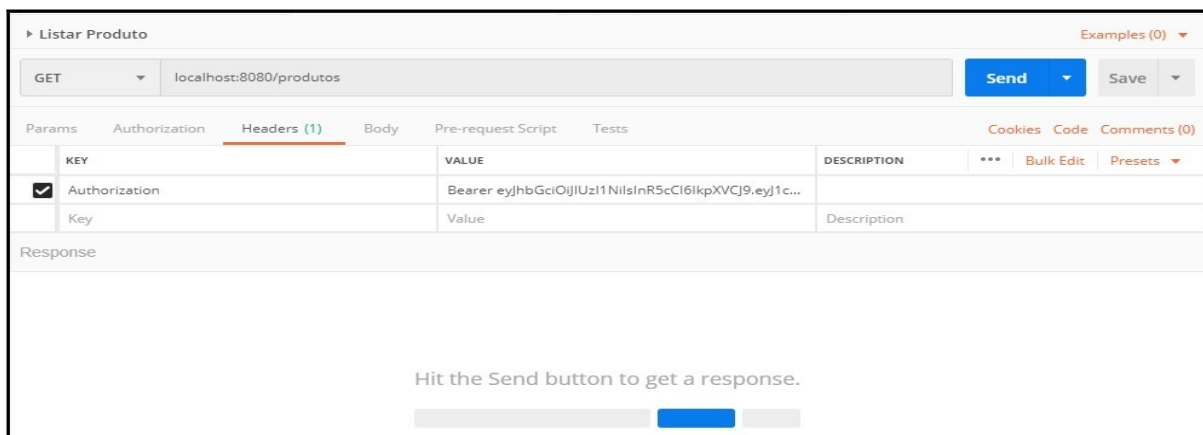 Listar Produto
Examples (0)
GET
localhost:8080/produtos
Send
Save
Params Authorization Headers (1) Body Pre-request Script Tests
Cookies Code Comments (0)
KEY VALUE DESCRIPTION ••• Bulk Edit Presets
Authorization Bearer eyJhbGciOiJIUzI1NiIsInR5cCI6IkpXVCJ9.eyJ1c...
Key Value Description
Response
Hit the Send button to get a response.